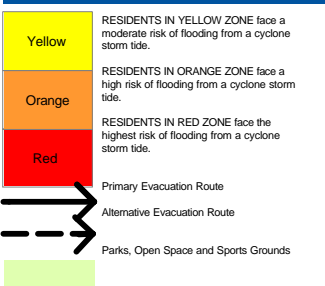 Yellow
RESIDENTS IN YELLOW ZONE face a
moderate risk of flooding from a cyclone
storm tide.
Orange
RESIDENTS IN ORANGE ZONE face a
high risk of flooding from a cyclone storm
tide.
Red
RESIDENTS IN RED ZONE face the
highest risk of flooding from a cyclone
storm tide.
Primary Evacuation Route
Alternative Evacuation Route
Parks, Open Space and Sports Grounds